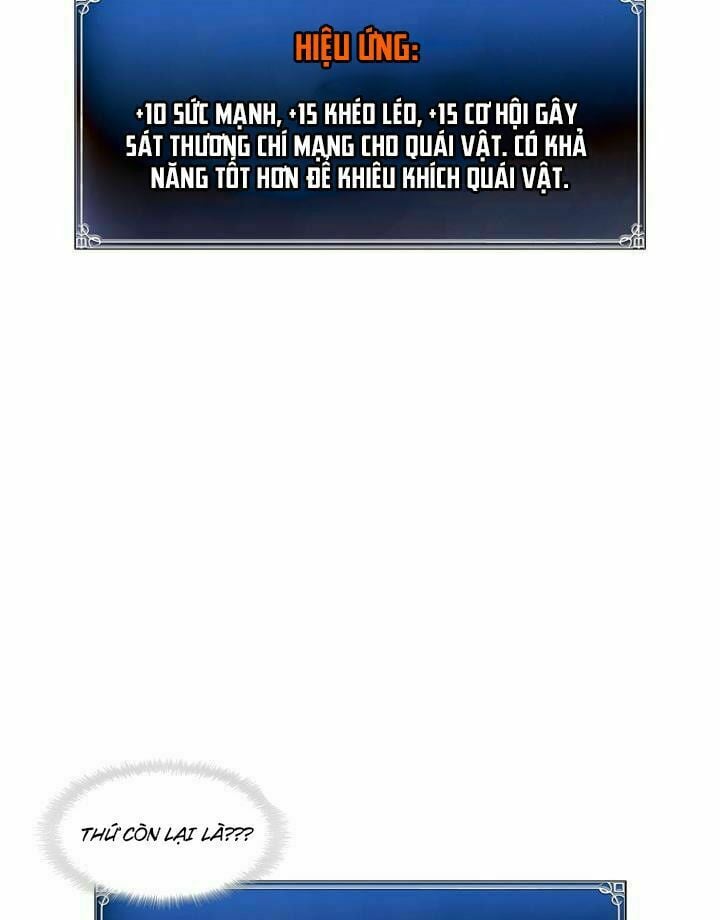 HIỆU ỨNG:
+10 SỨC MẠNH, +15 KHÉO LÉO, +15 CƠ HỘI GÂY
SÁT THƯƠNG CHÍ MẠNG CHO QUÁI VẬT. CÓ KHẢ
NĂNG TỐT HƠN ĐỂ KHIÊU KHÍCH QUÁI VẬT.
THỨ CÒN LẠI LÀ???